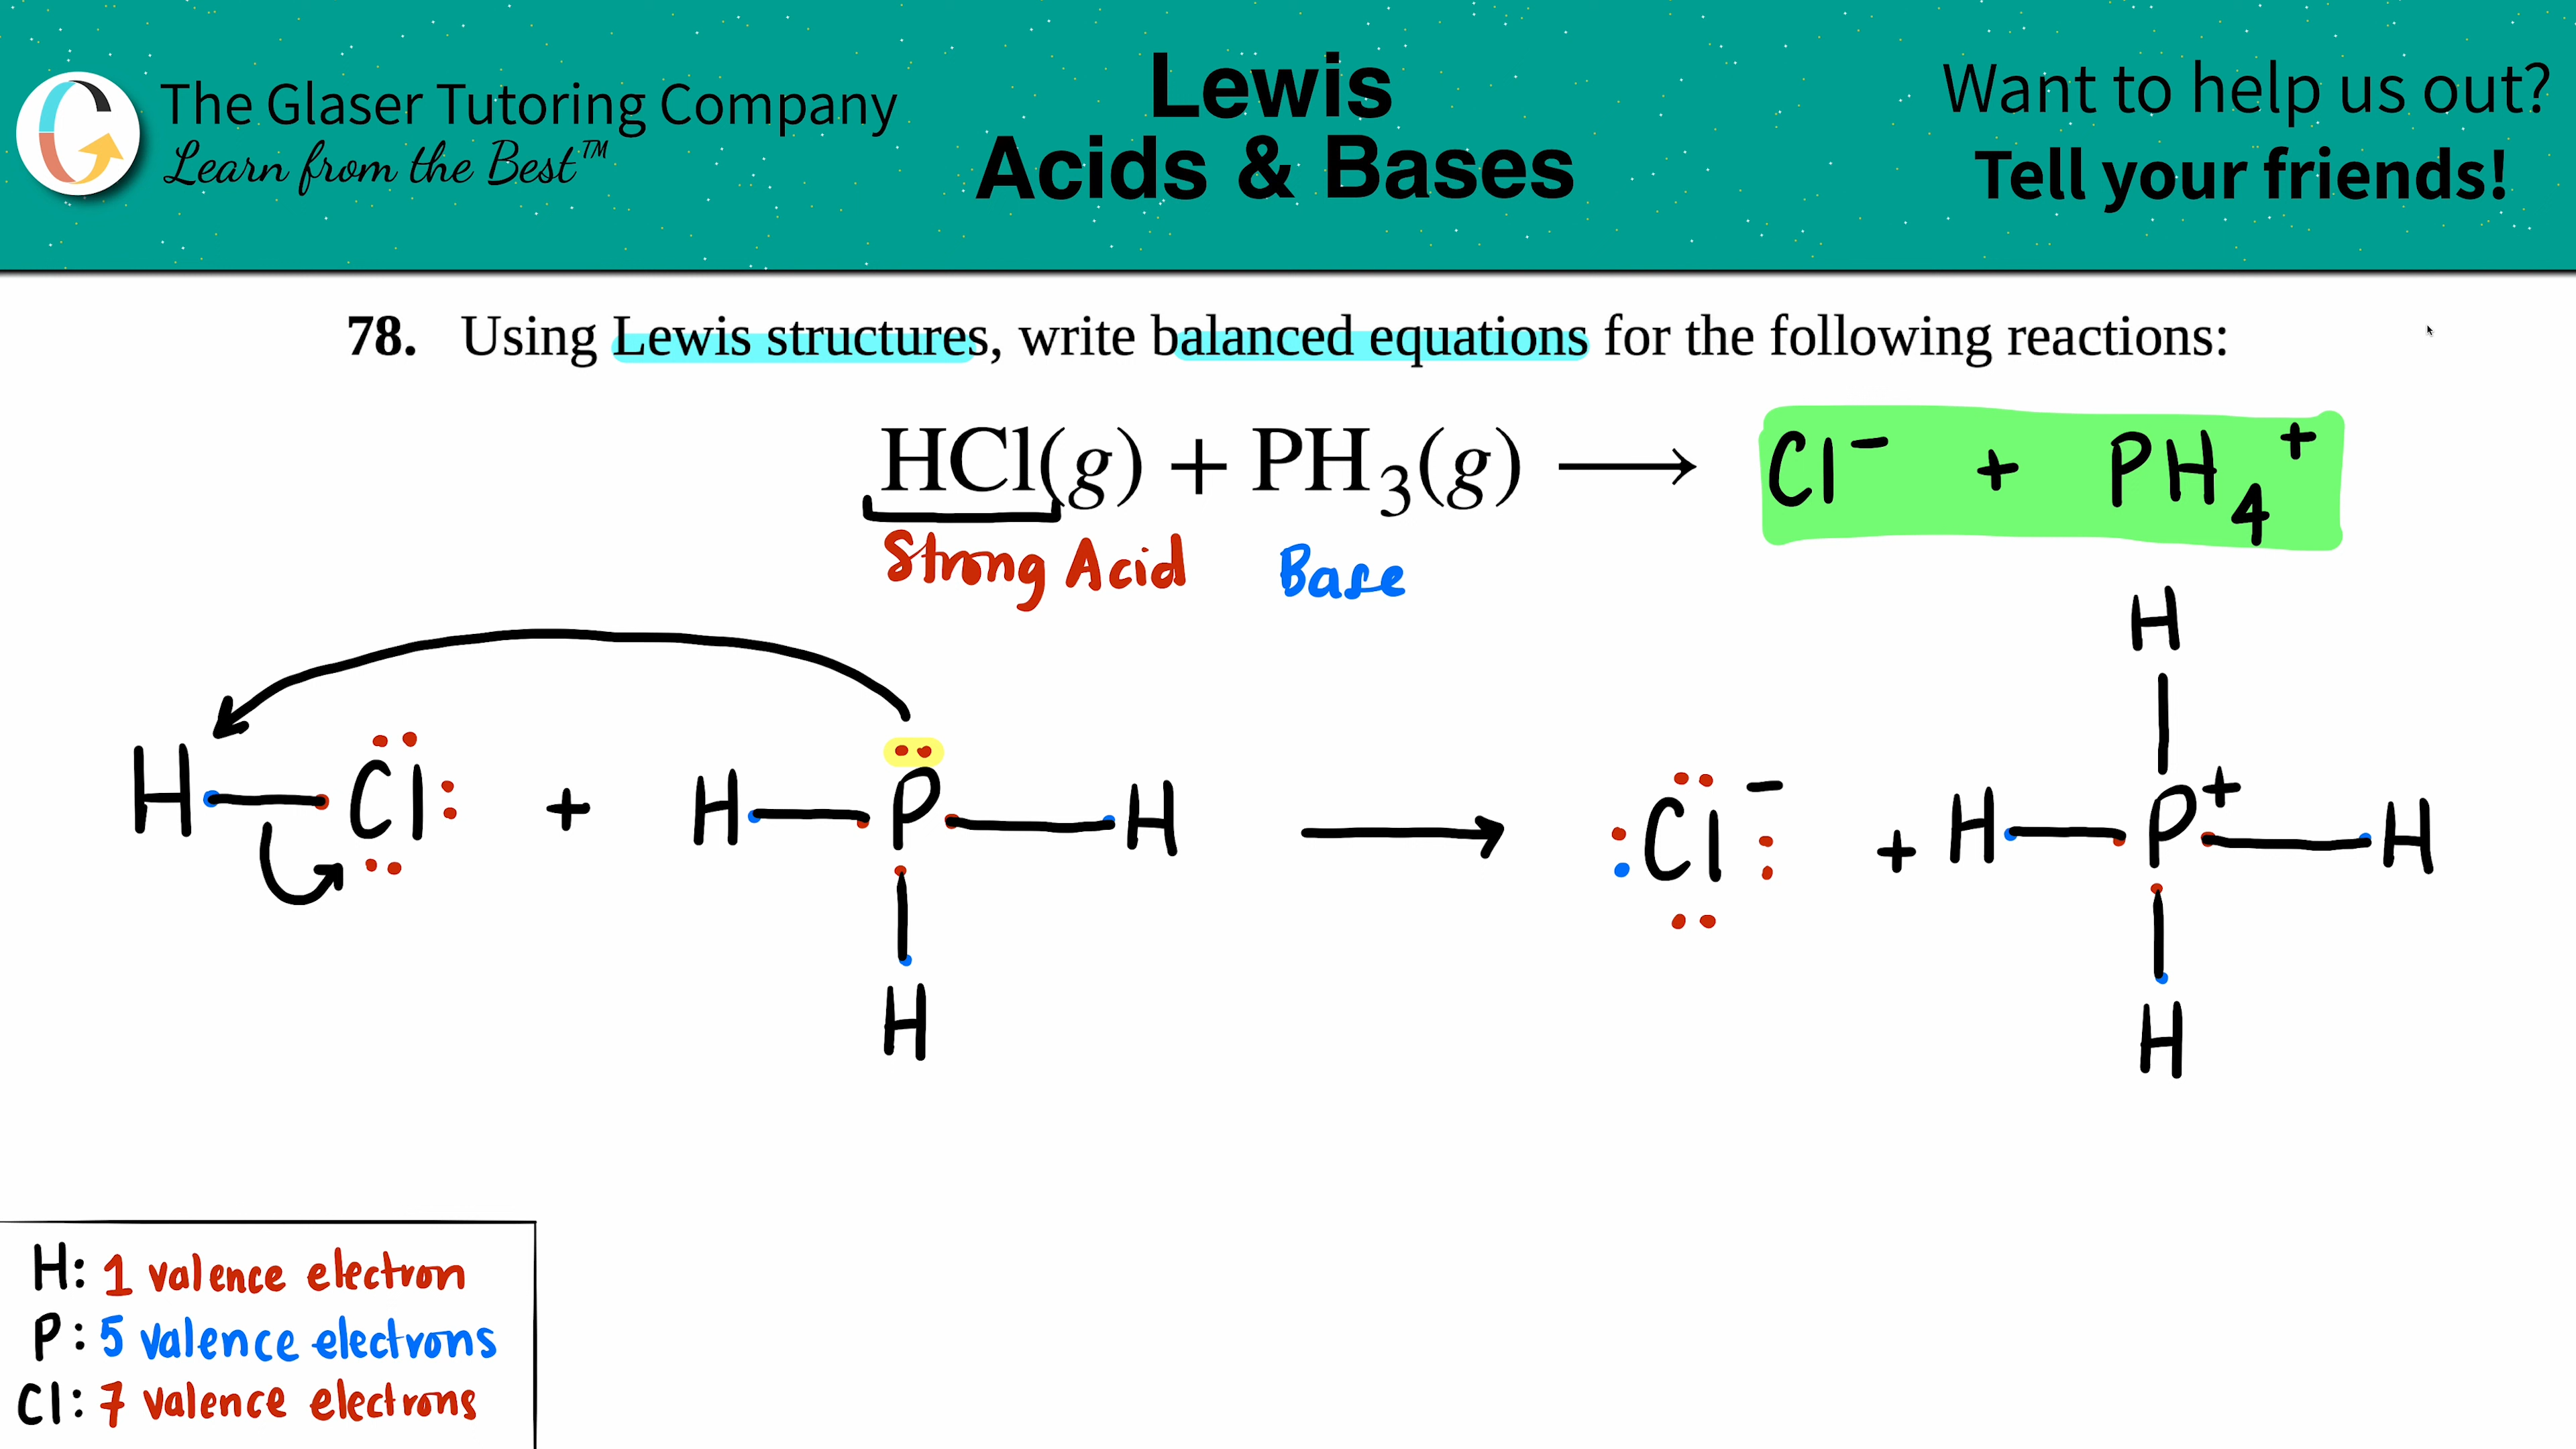 The Glaser Tutoring Company
Learn from the Best™
Lewis
Acids & Bases
Want to help us out?
Tell your friends!
78. Using Lewis structures, write balanced equations for the following reactions:
HCl(g) + PH₃(g) ⟶ Cl⁻ + PH₄⁺
Strong Acid Base
H
H — Cl + H — P — H ⟶ Cl⁻ + H — P⁺ — H
H H
H: 1 valence electron
P: 5 valence electrons
Cl: 7 valence electrons